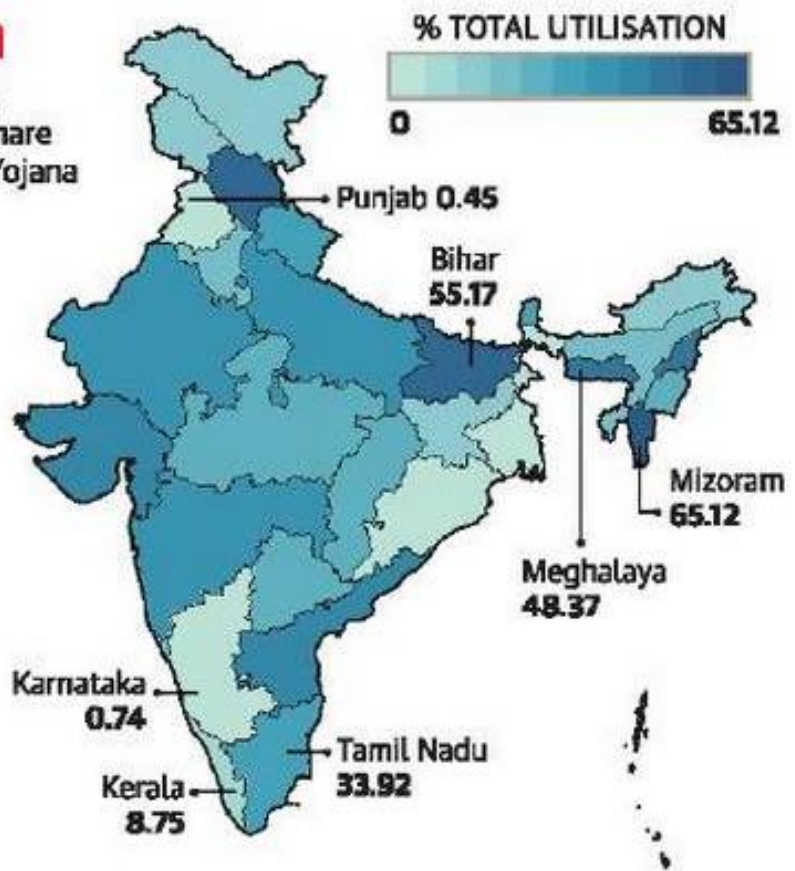 % TOTAL UTILISATION
0
65.12
Punjab 0.45
Bihar
55.17
Mizoram
65.12
Meghalaya
48.37
Karnataka
0.74
Tamil Nadu
33.92
Kerala
8.75